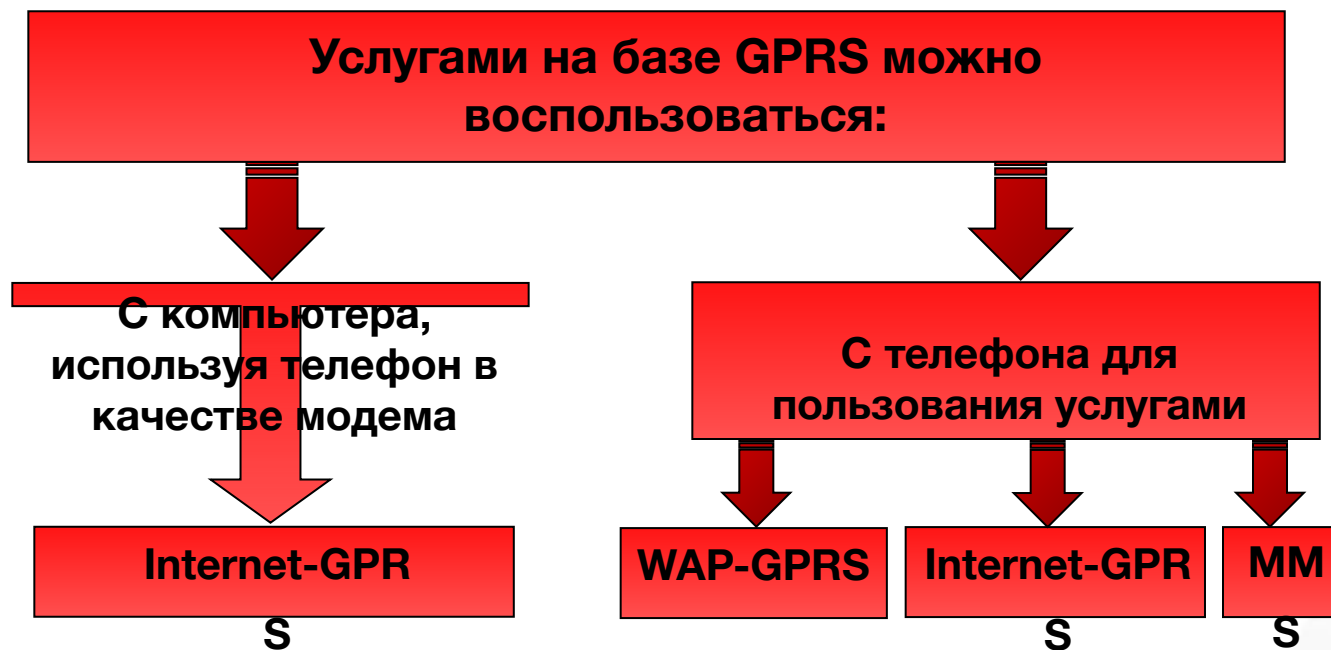 Услугами на базе GPRS можно
воспользоваться:
С компьютера,
используя телефон в
качестве модема
С телефона для
пользования услугами
Internet-GPR
S
WAP-GPRS
Internet-GPR
S
MM
S